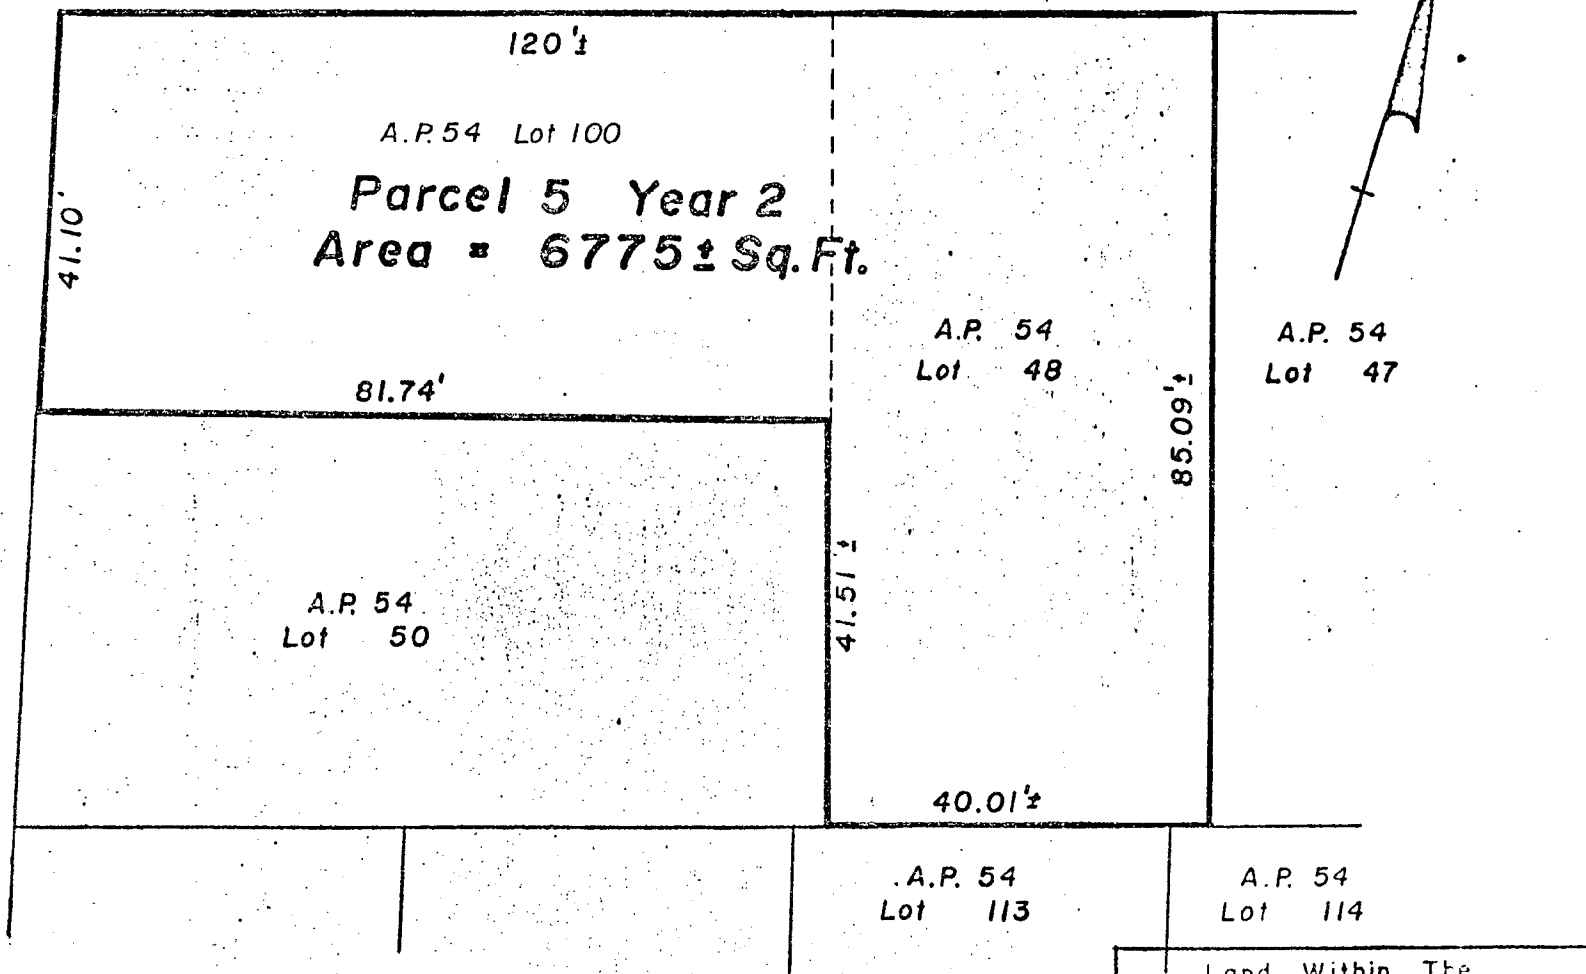 120'±
A.P. 54 Lot 100
Parcel 5 Year 2
Area = 6775± Sq. Ft.
41.10'
81.74'
A.P. 54
Lot 48
85.09'±
A.P. 54
Lot 47
A.P. 54
Lot 50
41.51'±
40.01'±
A.P. 54
Lot 113
A.P. 54
Lot 114
Land Within The